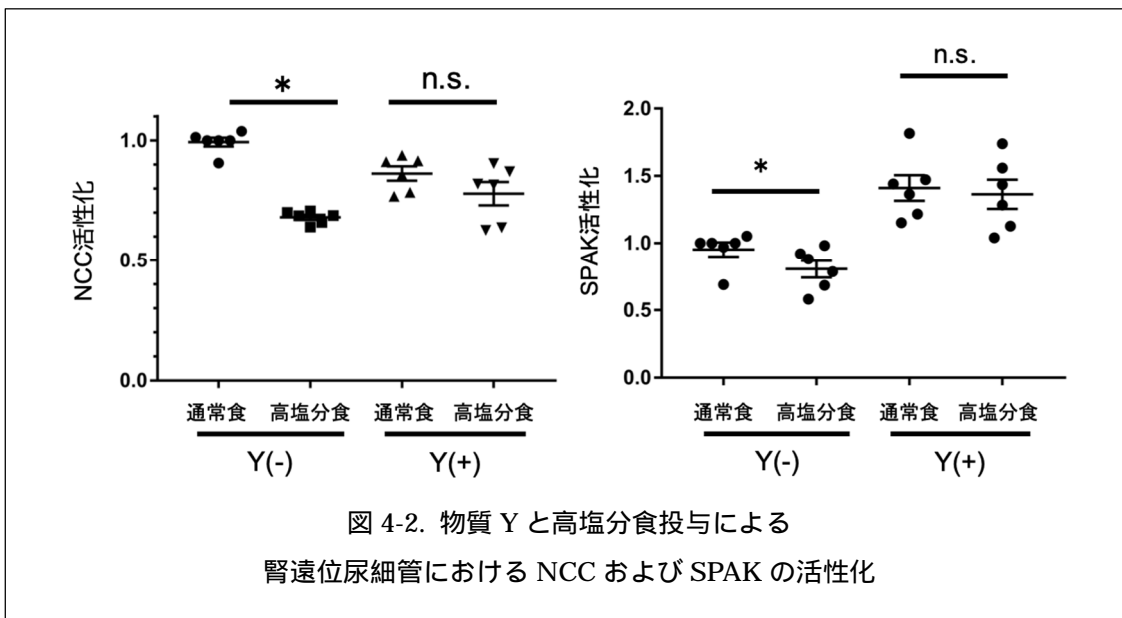 *
n.s.
NCC活性化
1.0
0.5
0.0
通常食 高塩分食 通常食 高塩分食
Y(-) Y(+)
n.s.
*
SPAK活性化
2.0
1.5
1.0
0.5
0.0
通常食 高塩分食 通常食 高塩分食
Y(-) Y(+)
図 4-2. 物質 Y と高塩分食投与による
腎遠位尿細管における NCC および SPAK の活性化